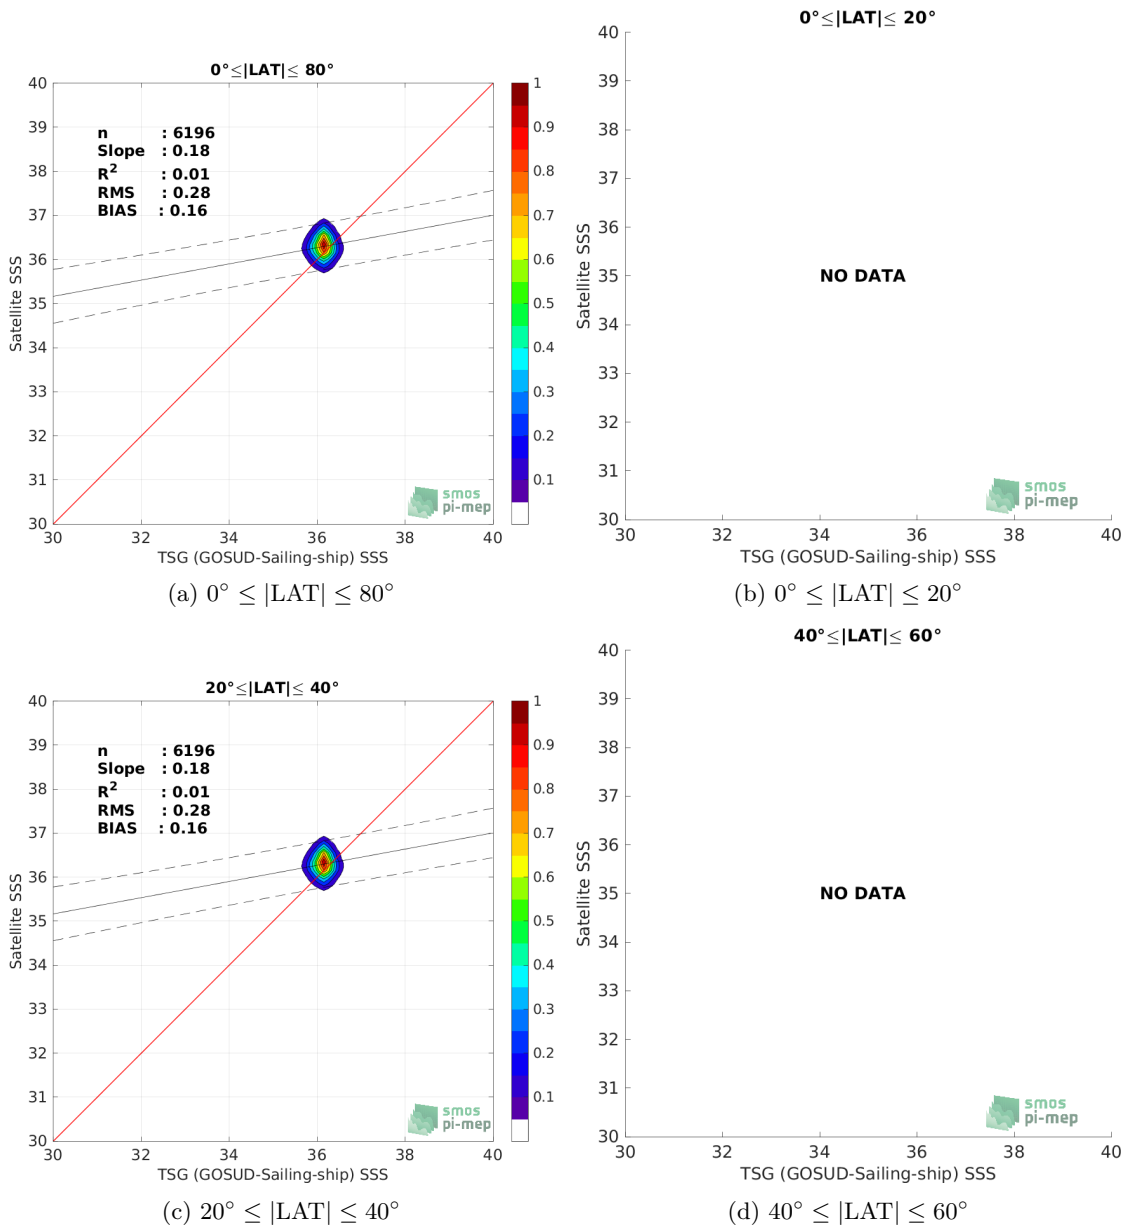 0°≤|LAT|≤ 80°
40
39
38
37
36
35
34
33
32
31
30
Satellite SSS
n : 6196
Slope : 0.18
R2 : 0.01
RMS : 0.28
BIAS : 0.16
smos
pi-mep
30 32 34 36 38 40
TSG (GOSUD-Sailing-ship) SSS
1
0.9
0.8
0.7
0.6
0.5
0.4
0.3
0.2
0.1
(a) 0° ≤ |LAT| ≤ 80°
0°≤|LAT|≤ 20°
40
39
38
37
36
35
34
33
32
31
30
Satellite SSS
NO DATA
smos
pi-mep
30 32 34 36 38 40
TSG (GOSUD-Sailing-ship) SSS
(b) 0° ≤ |LAT| ≤ 20°
20°≤|LAT|≤ 40°
40
39
38
37
36
35
34
33
32
31
30
Satellite SSS
n : 6196
Slope : 0.18
R2 : 0.01
RMS : 0.28
BIAS : 0.16
smos
pi-mep
30 32 34 36 38 40
TSG (GOSUD-Sailing-ship) SSS
1
0.9
0.8
0.7
0.6
0.5
0.4
0.3
0.2
0.1
(c) 20° ≤ |LAT| ≤ 40°
40°≤|LAT|≤ 60°
40
39
38
37
36
35
34
33
32
31
30
Satellite SSS
NO DATA
smos
pi-mep
30 32 34 36 38 40
TSG (GOSUD-Sailing-ship) SSS
(d) 40° ≤ |LAT| ≤ 60°